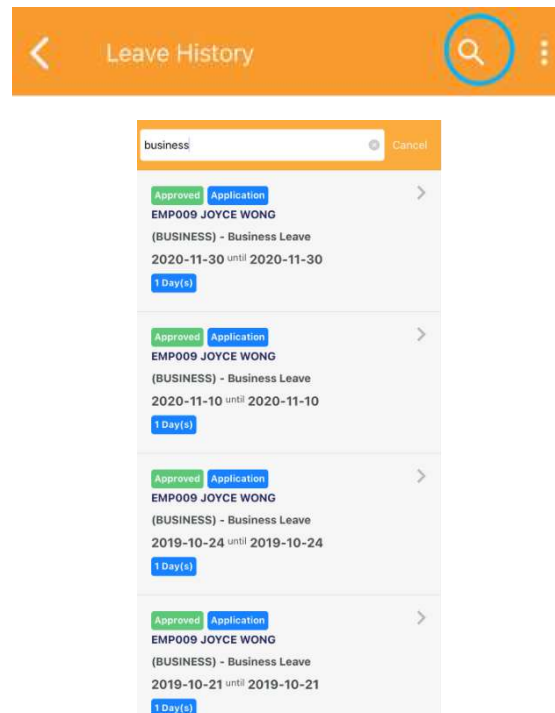 Leave History
business Cancel
Approved Application
EMP009 JOYCE WONG
(BUSINESS) - Business Leave
2020-11-30 until 2020-11-30
1 Day(s)
Approved Application
EMP009 JOYCE WONG
(BUSINESS) - Business Leave
2020-11-10 until 2020-11-10
1 Day(s)
Approved Application
EMP009 JOYCE WONG
(BUSINESS) - Business Leave
2019-10-24 until 2019-10-24
1 Day(s)
Approved Application
EMP009 JOYCE WONG
(BUSINESS) - Business Leave
2019-10-21 until 2019-10-21
1 Day(s)